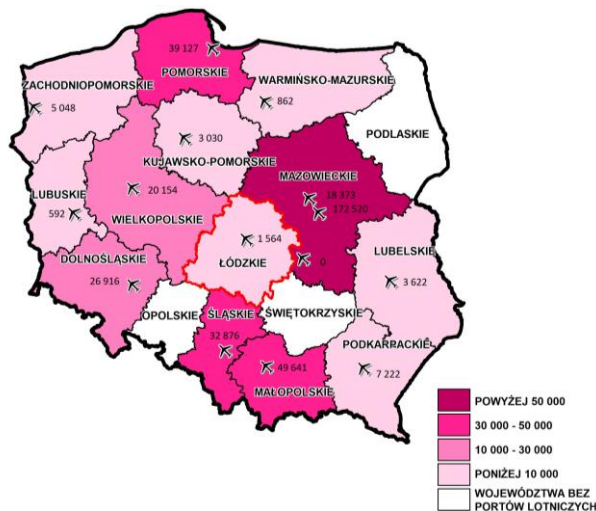 39 127
POMORSKIE
ZACHODNIOPOMORSKIE
5 048
WARMIŃSKO-MAZURSKIE
862
PODLASKIE
3 030
KUJAWSKO-POMORSKIE
MAZOWIECKIE
18 373
172 520
LUBUSKIE
592
20 154
WIELKOPOLSKIE
1 564
ŁÓDZKIE
0
LUBELSKIE
3 622
DOLNOŚLĄSKIE
26 916
OPOLSKIE
ŚLĄSKIE
32 876
ŚWIĘTOKRZYSKIE
49 641
MAŁOPOLSKIE
PODKARPACKIE
7 222
POWYŻEJ 50 000
30 000 - 50 000
10 000 - 30 000
PONIŻEJ 10 000
WOJEWÓDZTWA BEZ
PORTÓW LOTNICZYCH